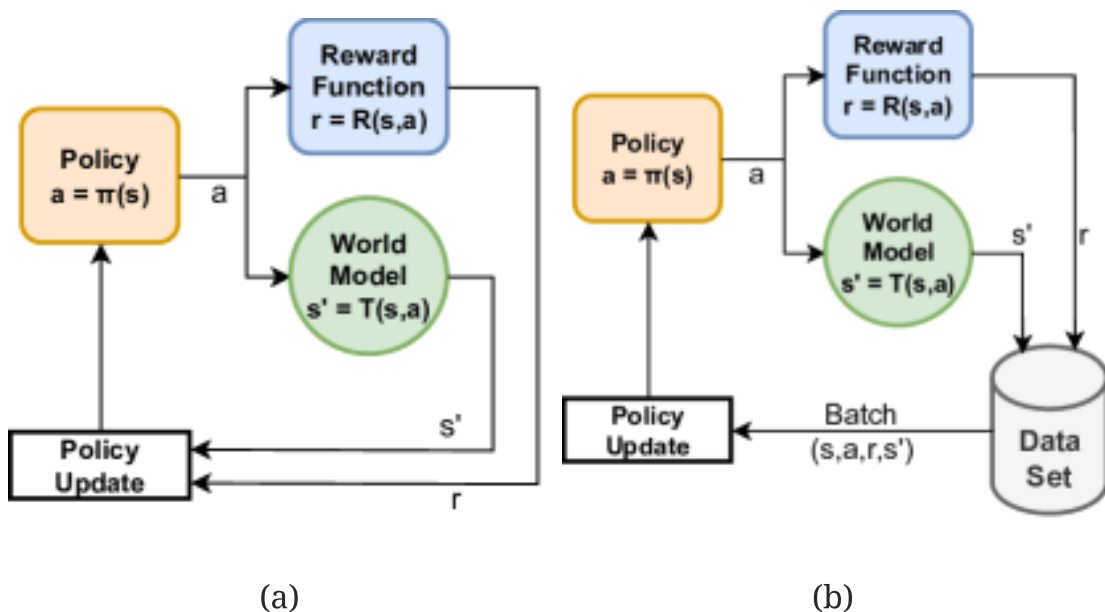 Reward
Function
r = R(s,a)
Policy
a = π(s)
a
World
Model
s' = T(s,a)
s'
Policy
Update
r
(a)
Reward
Function
r = R(s,a)
Policy
a = π(s)
a
World
Model
s' = T(s,a)
s'
r
Policy
Update
Batch
(s,a,r,s')
Data
Set
(b)